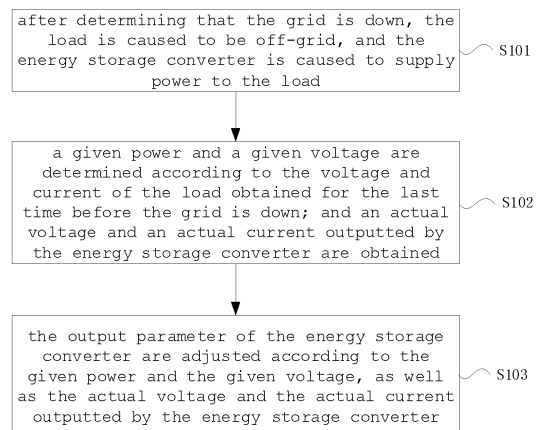 after determining that the grid is down, the
load is caused to be off-grid, and the
energy storage converter is caused to supply
power to the load
S101
a given power and a given voltage are
determined according to the voltage and
current of the load obtained for the last
time before the grid is down; and an actual
voltage and an actual current outputted by
the energy storage converter are obtained
S102
the output parameter of the energy storage
converter are adjusted according to the
given power and the given voltage, as well
as the actual voltage and the actual current
outputted by the energy storage converter
S103